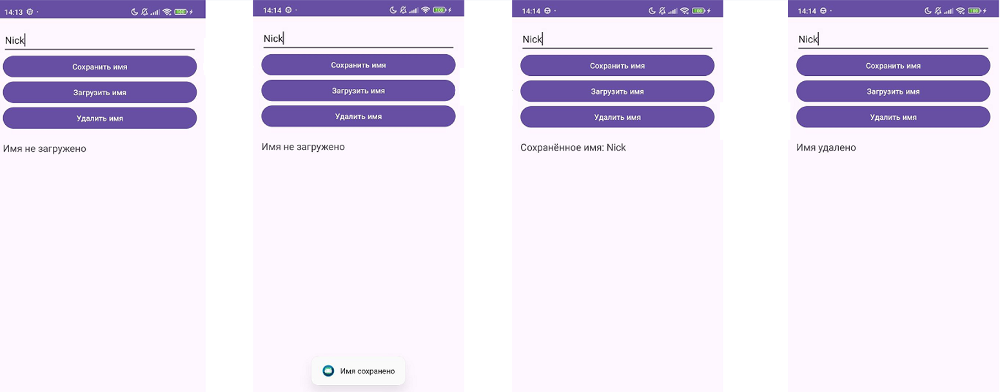 14:13
100
Nick
Сохранить имя
Загрузить имя
Удалить имя
Имя не загружено
14:14
100
Nick
Сохранить имя
Загрузить имя
Удалить имя
Имя не загружено
Имя сохранено
14:14
100
Nick
Сохранить имя
Загрузить имя
Удалить имя
Сохранённое имя: Nick
14:14
100
Nick
Сохранить имя
Загрузить имя
Удалить имя
Имя удалено